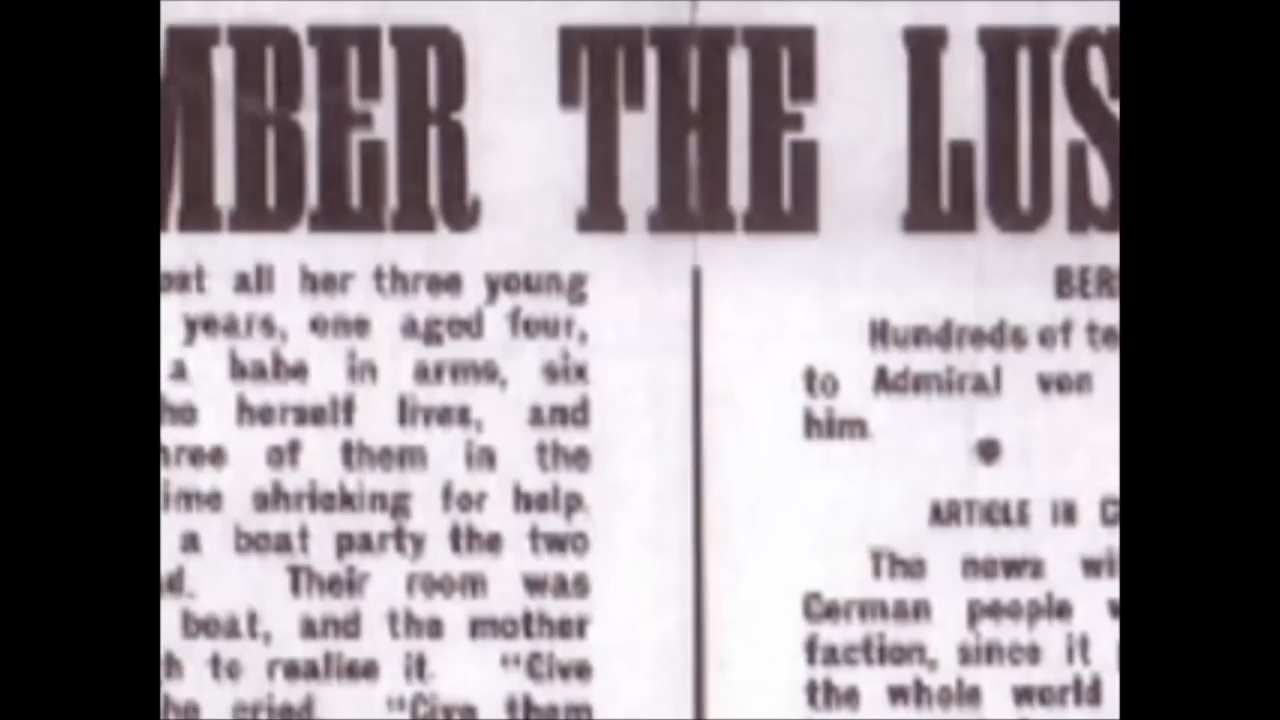 MBER THE LUS
ost all her three young
years, one aged four,
a babe in arms, six
ho herself lives, and
hree of them in the
ime shrieking for help.
a boat party the two
d. Their room was
boat, and the mother
h to realise it. "Give
he cried. "Give them
BER
Hundreds of te
to Admiral von
him.
ARTICLE IN C
The news wi
German people w
faction, since it
the whole world